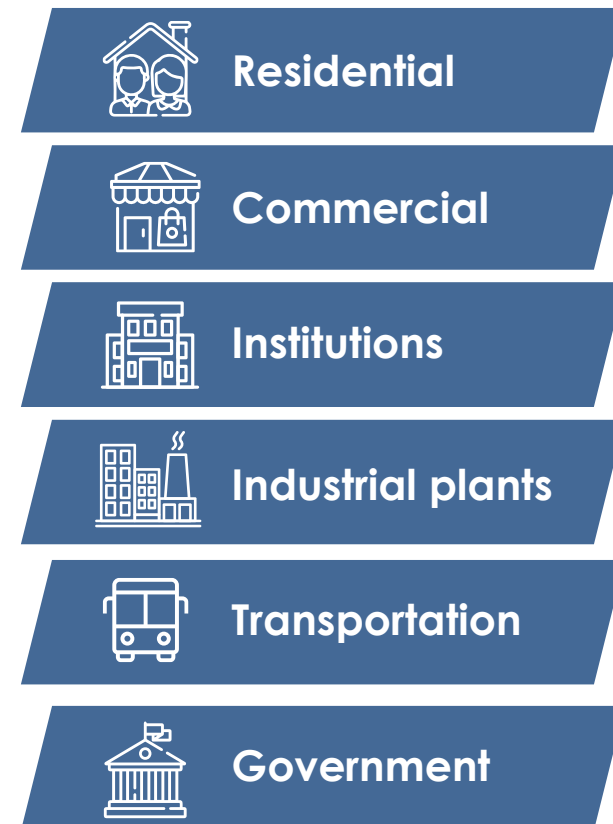 Residential
Commercial
Institutions
Industrial plants
Transportation
Government